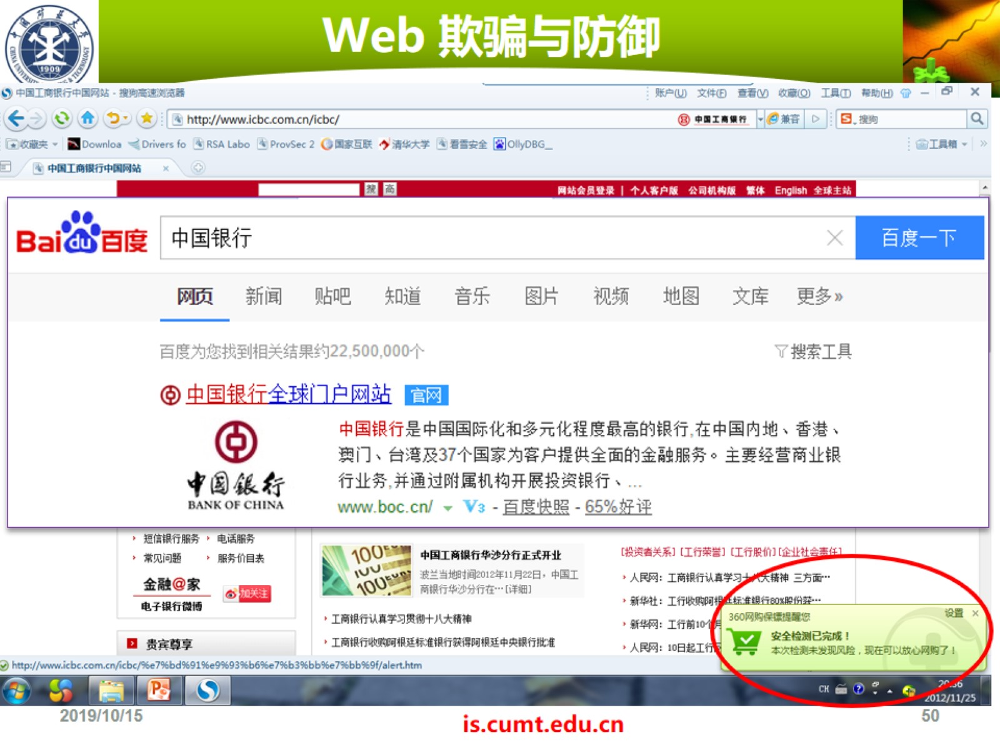 Web 欺骗与防御
1909
中国工商银行中国网站 - 搜狗高速浏览器
账户(U) 文件(F) 查看(V) 收藏(O) 工具(T) 帮助(H)
http://www.icbc.com.cn/icbc/
中国工商银行
兼容
搜狗
收藏夹 Downloa Drivers fo RSA Labo ProvSec 2 国家互联 清华大学 看雪安全 OllyDBG_
工具箱
中国工商银行中国网站
搜 高
网站会员登录 | 个人客户版 公司机构版 繁体 English 全球主站
Bai du 百度
中国银行
百度一下
网页 新闻 贴吧 知道 音乐 图片 视频 地图 文库 更多»
百度为您找到相关结果约22,500,000个
搜索工具
中国银行全球门户网站 官网
中国銀行
BANK OF CHINA
中国银行是中国国际化和多元化程度最高的银行,在中国内地、香港、
澳门、台湾及37个国家为客户提供全面的金融服务。主要经营商业银
行业务,并通过附属机构开展投资银行、...
www.boc.cn/ V3 - 百度快照 - 65%好评
短信银行服务 电话服务
常见问题 服务价目表
金融@家
电子银行微博
加关注
贵宾尊享
中国工商银行华沙分行正式开业
波兰当地时间2012年11月22日，中国工
商银行华沙分行在…[详细]
工商银行认真学习贯彻十八大精神
工商银行收购阿根廷标准银行获得阿根廷中央银行批准
[投资者关系] [工行荣誉] [工行股价] [企业社会责任]
人民网：工商银行认真学习十八大精神 三方面…
新华社：工行收购阿根廷标准银行80%股份获…
新华网：工行前10个月
人民网：10日起工行网
360网购保镖提醒您
设置
安全检测已完成！
本次检测未发现风险，现在可以放心网购了！
http://www.icbc.com.cn/icbc/%e7%bd%91%e9%93%b6%e7%b3%bb%e7%bb%9f/alert.htm
CH
20:36
2012/11/25
2019/10/15
is.cumt.edu.cn
50